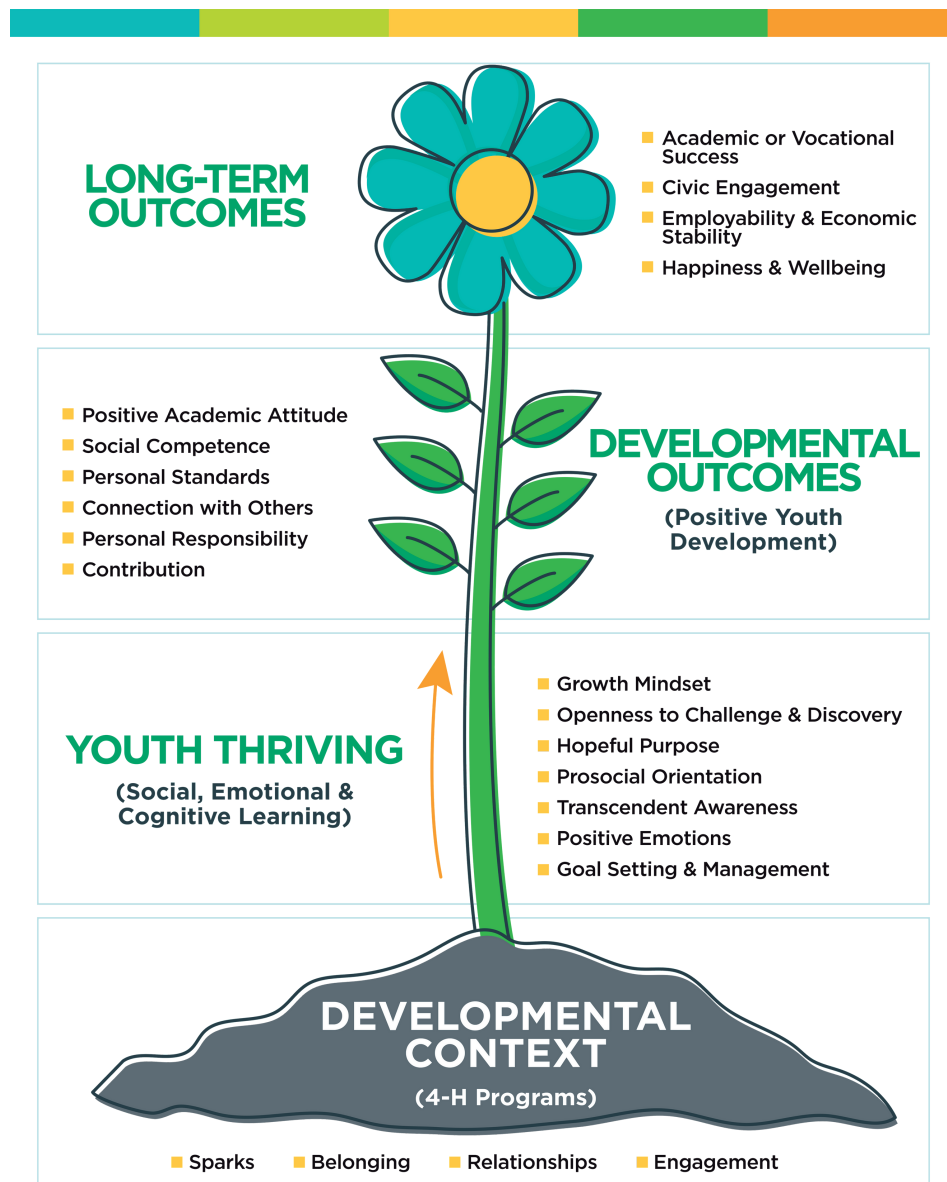 LONG-TERM
OUTCOMES
Academic or Vocational
Success
Civic Engagement
Employability & Economic
Stability
Happiness & Wellbeing
Positive Academic Attitude
Social Competence
Personal Standards
Connection with Others
Personal Responsibility
Contribution
DEVELOPMENTAL
OUTCOMES
(Positive Youth
Development)
YOUTH THRIVING
(Social, Emotional &
Cognitive Learning)
Growth Mindset
Openness to Challenge & Discovery
Hopeful Purpose
Prosocial Orientation
Transcendent Awareness
Positive Emotions
Goal Setting & Management
DEVELOPMENTAL
CONTEXT
(4-H Programs)
Sparks Belonging Relationships Engagement